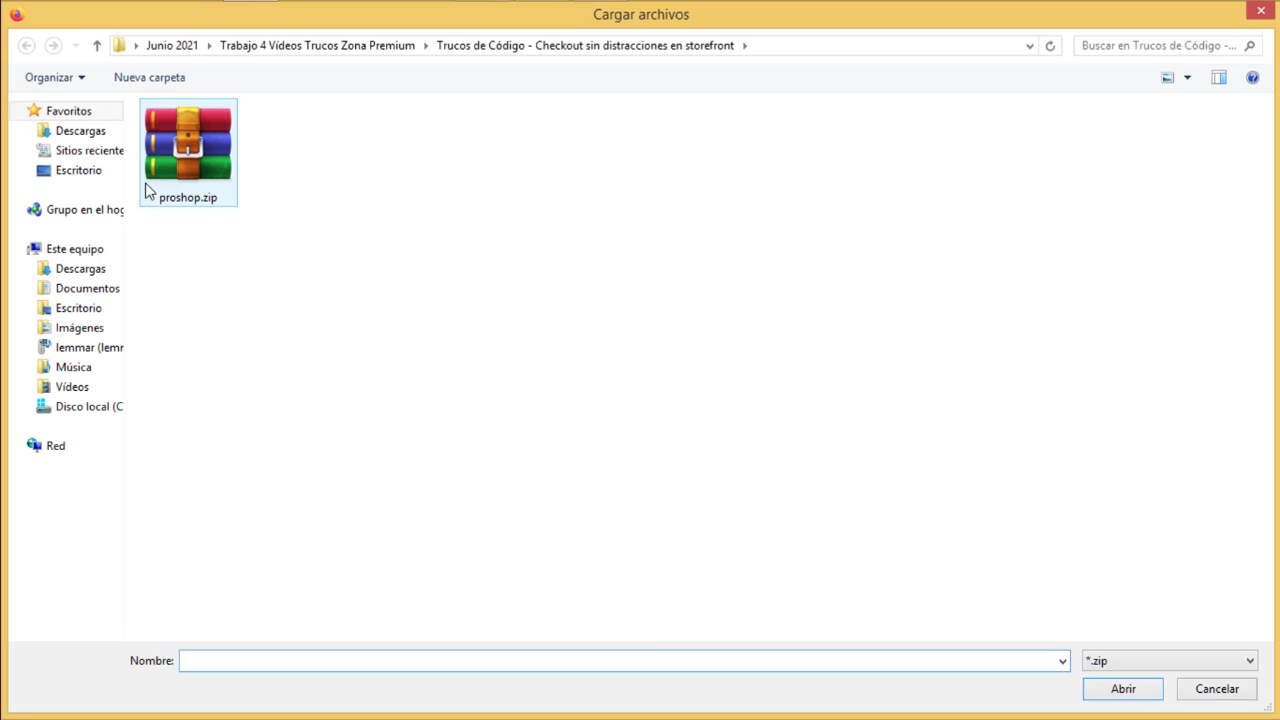 Cargar archivos
Junio 2021 Trabajo 4 Vídeos Trucos Zona Premium Trucos de Código - Checkout sin distracciones en storefront
Buscar en Trucos de Código -...
Organizar
Nueva carpeta
Favoritos
Descargas
Sitios reciente
Escritorio
Grupo en el hog
Este equipo
Descargas
Documentos
Escritorio
Imágenes
lemmar (lemr
Música
Vídeos
Disco local (C
Red
proshop.zip
Nombre:
*.zip
Abrir
Cancelar